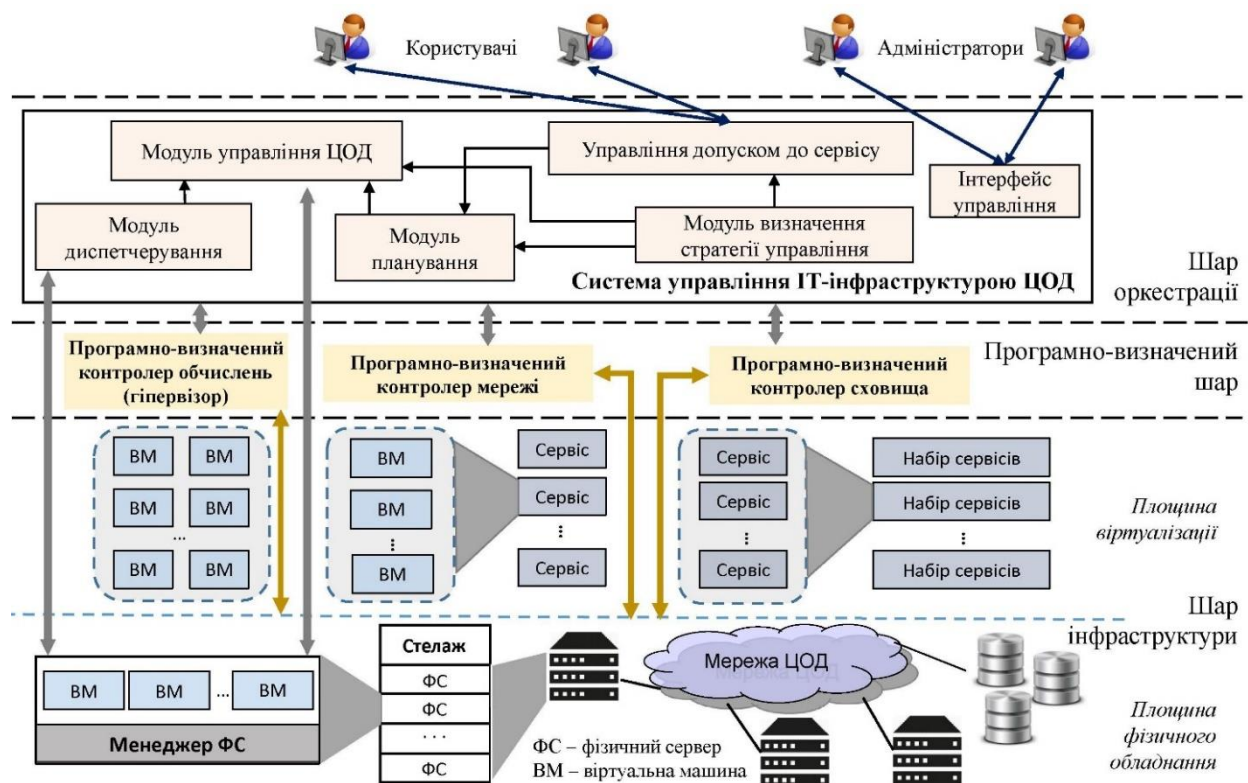 Користувачі
Адміністратори
Модуль управління ЦОД
Управління допуском до сервісу
Інтерфейс
управління
Модуль
диспетчерування
Модуль
планування
Модуль визначення
стратегії управління
Система управління ІТ-інфраструктурою ЦОД
Шар
оркестрації
Програмно-визначений
контролер обчислень
(гіпервізор)
Програмно-визначений
контролер мережі
Програмно-визначений
контролер сховища
Програмно-визначений
шар
ВМ ВМ
ВМ ВМ
...
ВМ ВМ
ВМ
ВМ
...
ВМ
Сервіс
Сервіс
...
Сервіс
Сервіс
Сервіс
...
Сервіс
Набір сервісів
Набір сервісів
...
Набір сервісів
Площина
віртуалізації
Шар
інфраструктури
ВМ ВМ ... ВМ
Менеджер ФС
Стелаж
ФС
ФС
...
ФС
Мережа ЦОД
Мережа ЦОД
ФС – фізичний сервер
ВМ – віртуальна машина
Площина
фізичного
обладнання